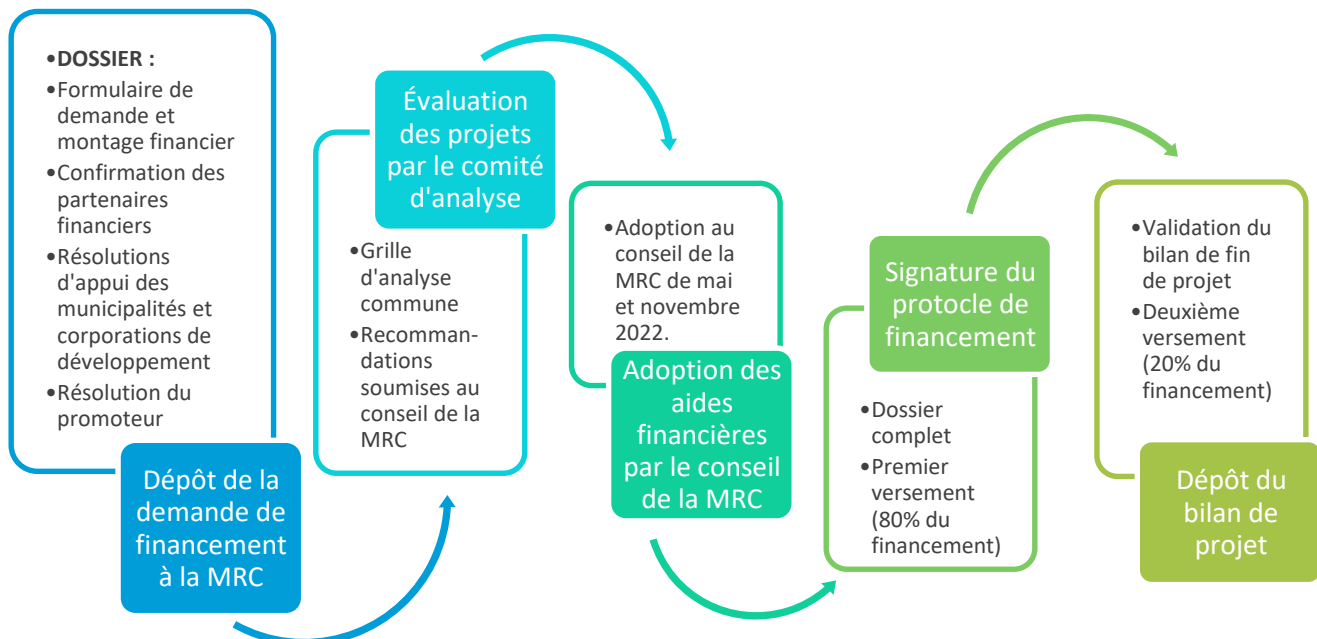 •DOSSIER :
•Formulaire de
demande et
montage financier
•Confirmation des
partenaires
financiers
•Résolutions
d'appui des
municipalités et
corporations de
développement
•Résolution du
promoteur
Dépôt de la
demande de
financement
à la MRC
Évaluation
des projets
par le comité
d'analyse
•Grille
d'analyse
commune
•Recomman-
dations
soumises au
conseil de la
MRC
•Adoption au
conseil de la
MRC de mai
et novembre
2022.
Adoption des
aides
financières
par le conseil
de la MRC
Signature du
protocle de
financement
•Dossier
complet
•Premier
versement
(80% du
financement)
•Validation du
bilan de fin
de projet
•Deuxième
versement
(20% du
financement)
Dépôt du
bilan de
projet